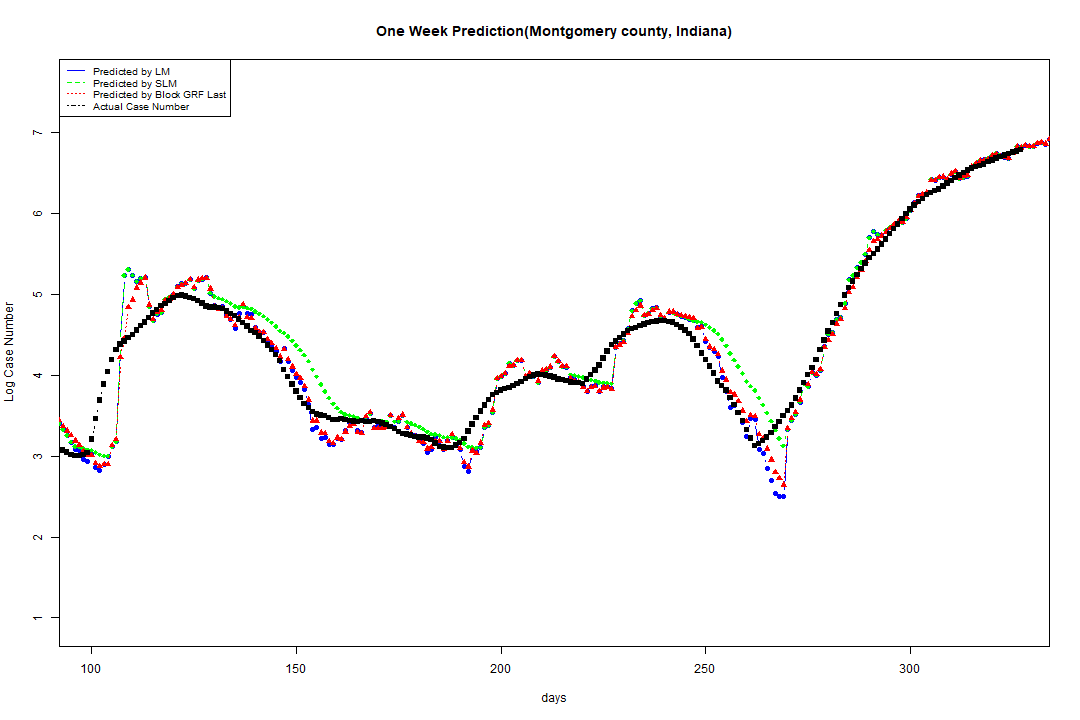 One Week Prediction(Montgomery county, Indiana)
Predicted by LM
Predicted by SLM
Predicted by Block GRF Last
Actual Case Number
Log Case Number
7
6
5
4
3
2
1
100 150 200 250 300
days